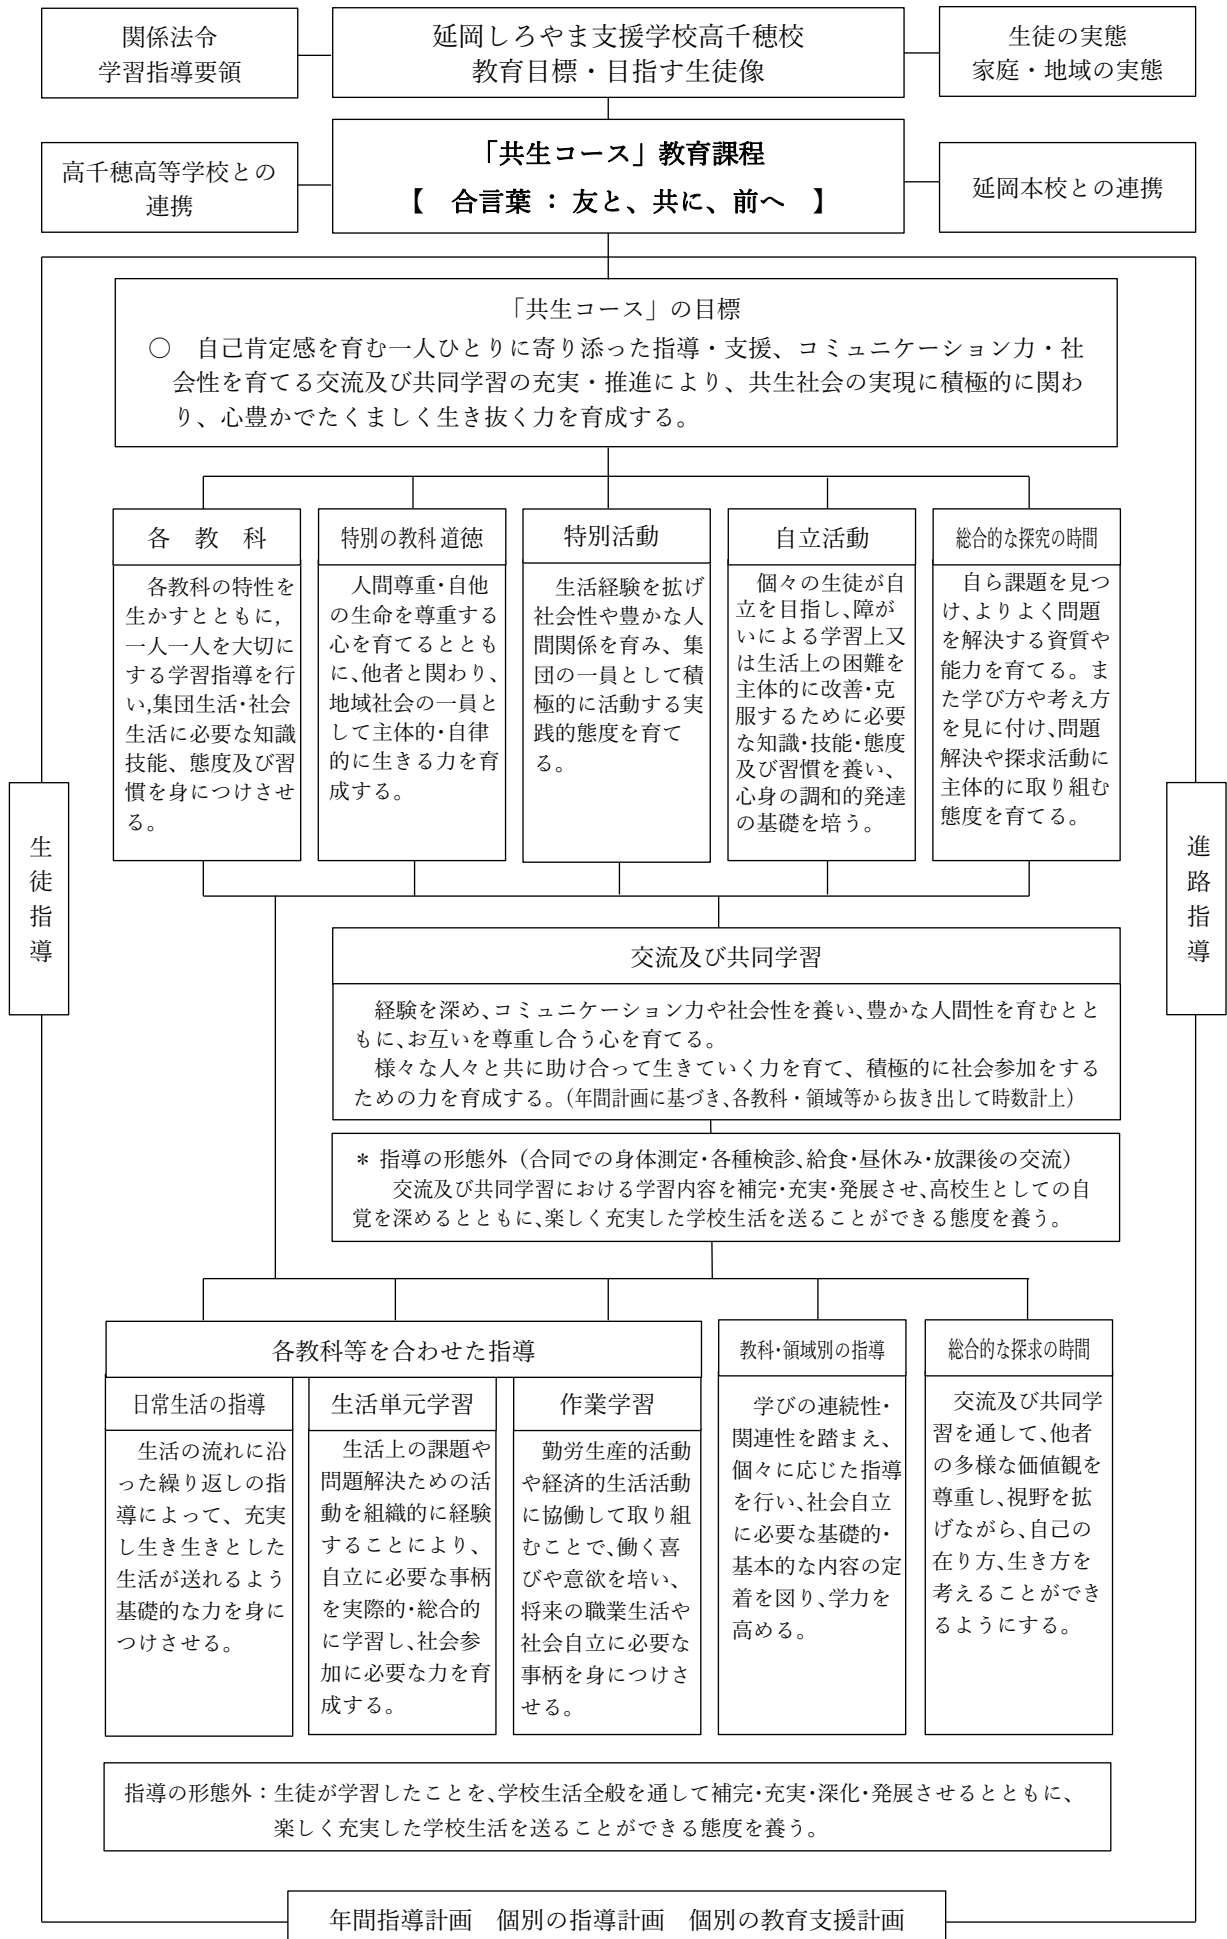 関係法令
学習指導要領
延岡しろやま支援学校高千穂校
教育目標・目指す生徒像
生徒の実態
家庭・地域の実態
高千穂高等学校との
連携
「共生コース」教育課程
【　合言葉 ： 友と、共に、前へ　】
延岡本校との連携
「共生コース」の目標
○　自己肯定感を育む一人ひとりに寄り添った指導・支援、コミュニケーション力・社
会性を育てる交流及び共同学習の充実・推進により、共生社会の実現に積極的に関わ
り、心豊かでたくましく生き抜く力を育成する。
各　教　科
各教科の特性を
生かすとともに,
一人一人を大切に
する学習指導を行
い,集団生活・社会
生活に必要な知識
技能、態度及び習
慣を身につけさせ
る。
特別の教科 道徳
人間尊重・自他
の生命を尊重する
心を育てるととも
に、他者と関わり、
地域社会の一員と
して主体的・自律
的に生きる力を育
成する。
特別活動
生活経験を拡げ
社会性や豊かな人
間関係を育み、集
団の一員として積
極的に活動する実
践的態度を育て
る。
自立活動
個々の生徒が自
立を目指し、障が
いによる学習上又
は生活上の困難を
主体的に改善・克
服するために必要
な知識・技能・態度
及び習慣を養い、
心身の調和的発達
の基礎を培う。
総合的な探究の時間
自ら課題を見つ
け、よりよく問題
を解決する資質や
能力を育てる。また
学び方や考え方
を見に付け、問題
解決や探求活動に
主体的に取り組む
態度を育てる。
生徒指導
進路指導
交流及び共同学習
経験を深め、コミュニケーション力や社会性を養い、豊かな人間性を育むとと
もに、お互いを尊重し合う心を育てる。
様々な人々と共に助け合って生きていく力を育て、積極的に社会参加をする
ための力を育成する。（年間計画に基づき、各教科・領域等から抜き出して時数計上）
＊ 指導の形態外（合同での身体測定・各種検診、給食・昼休み・放課後の交流）
交流及び共同学習における学習内容を補完・充実・発展させ、高校生としての自
覚を深めるとともに、楽しく充実した学校生活を送ることができる態度を養う。
各教科等を合わせた指導
日常生活の指導
生活の流れに沿
った繰り返しの指
導によって、充実
し生き生きとした
生活が送れるよう
基礎的な力を身に
つけさせる。
生活単元学習
生活上の課題や
問題解決ための活
動を組織的に経験
することにより、
自立に必要な事柄
を実際的・総合的
に学習し、社会参
加に必要な力を育
成する。
作業学習
勤労生産的活動
や経済的生活活動
に協働して取り組
むことで、働く喜
びや意欲を培い、
将来の職業生活や
社会自立に必要な
事柄を身につけさ
せる。
教科・領域別の指導
学びの連続性・
関連性を踏まえ、
個々に応じた指導
を行い、社会自立
に必要な基礎的・
基本的な内容の定
着を図り、学力を
高める。
総合的な探求の時間
交流及び共同学
習を通して、他者
の多様な価値観を
尊重し、視野を拡
げながら、自己の
在り方、生き方を
考えることができ
るようにする。
指導の形態外：生徒が学習したことを、学校生活全般を通して補完・充実・深化・発展させるとともに、
楽しく充実した学校生活を送ることができる態度を養う。
年間指導計画　個別の指導計画　個別の教育支援計画